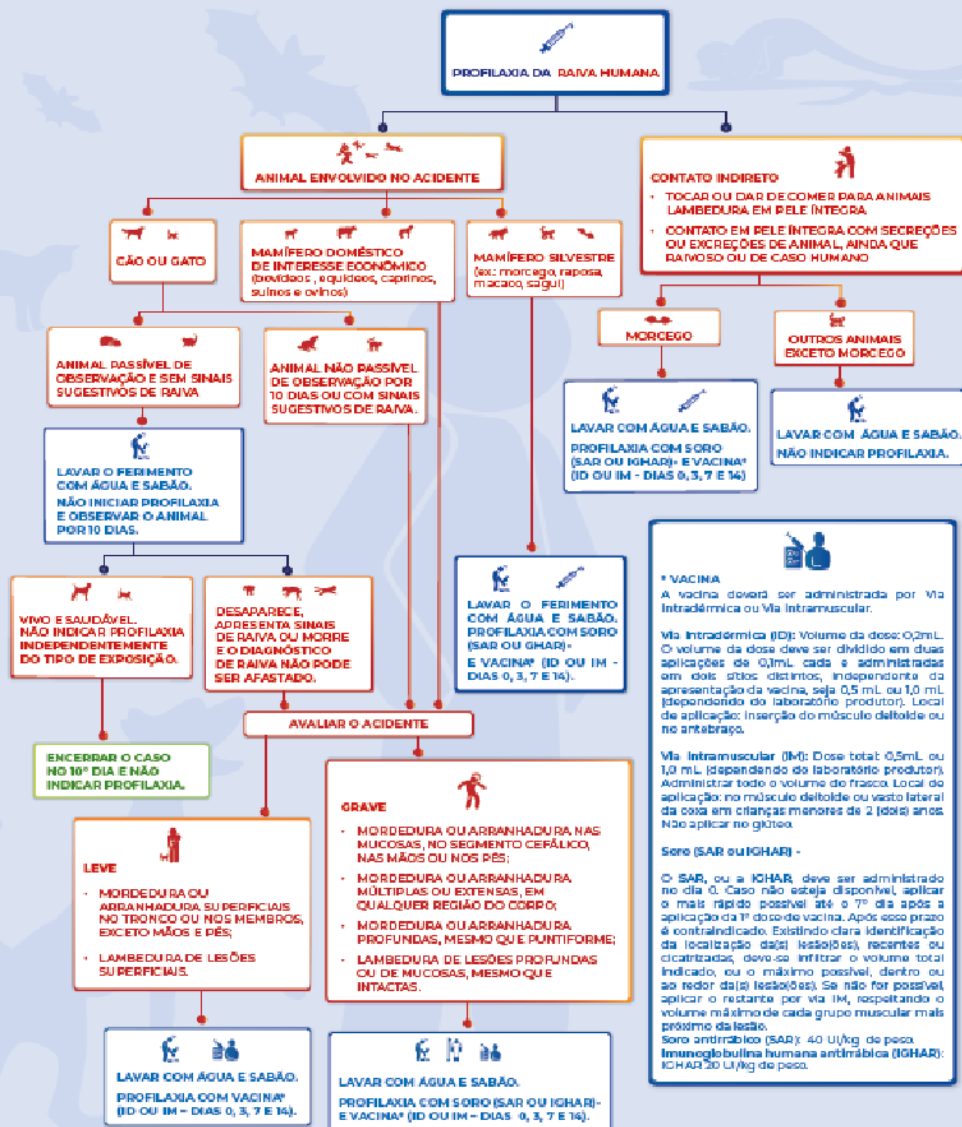 PROFILAXIA DA RAIVA HUMANA
ANIMAL ENVOLVIDO NO ACIDENTE
CONTATO INDIRETO
• TOCAR OU DAR DE COMER PARA ANIMAIS
LAMBEDURA EM PELE ÍNTEGRA
• CONTATO EM PELE ÍNTEGRA COM SECREÇÕES
OU EXCREÇÕES DE ANIMAL, AINDA QUE
RAIVOSO OU DE CASO HUMANO
CÃO OU GATO
MAMÍFERO DOMÉSTICO
DE INTERESSE ECONÔMICO
(bovídeos , equídeos, caprinos,
suínos e ovinos)
MAMÍFERO SILVESTRE
(ex.: morcego, raposa,
macaco, sagui)
MORCEGO
OUTROS ANIMAIS
EXCETO MORCEGO
ANIMAL PASSÍVEL DE
OBSERVAÇÃO E SEM SINAIS
SUGESTIVOS DE RAIVA
ANIMAL NÃO PASSÍVEL
DE OBSERVAÇÃO POR
10 DIAS OU COM SINAIS
SUGESTIVOS DE RAIVA.
LAVAR COM ÁGUA E SABÃO.
PROFILAXIA COM SORO
(SAR OU IGHAR)- E VACINA*
(ID OU IM - DIAS 0, 3, 7 E 14)
LAVAR COM ÁGUA E SABÃO.
NÃO INDICAR PROFILAXIA.
LAVAR O FERIMENTO
COM ÁGUA E SABÃO.
NÃO INICIAR PROFILAXIA
E OBSERVAR O ANIMAL
POR 10 DIAS.
VIVO E SAUDÁVEL.
NÃO INDICAR PROFILAXIA
INDEPENDENTEMENTE
DO TIPO DE EXPOSIÇÃO.
DESAPARECE,
APRESENTA SINAIS
DE RAIVA OU MORRE
E O DIAGNÓSTICO
DE RAIVA NÃO PODE
SER AFASTADO.
LAVAR O FERIMENTO
COM ÁGUA E SABÃO.
PROFILAXIA COM SORO
(SAR OU GHAR)-
E VACINA* (ID OU IM -
DIAS 0, 3, 7 E 14).
AVALIAR O ACIDENTE
ENCERRAR O CASO
NO 10º DIA E NÃO
INDICAR PROFILAXIA.
LEVE
• MORDEDURA OU
ARRANHADURA SUPERFICIAIS
NO TRONCO OU NOS MEMBROS,
EXCETO MÃOS E PÉS;
• LAMBEDURA DE LESÕES
SUPERFICIAIS.
GRAVE
• MORDEDURA OU ARRANHADURA NAS
MUCOSAS, NO SEGMENTO CEFÁLICO,
NAS MÃOS OU NOS PÉS;
• MORDEDURA OU ARRANHADURA
MÚLTIPLAS OU EXTENSAS, EM
QUALQUER REGIÃO DO CORPO;
• MORDEDURA OU ARRANHADURA
PROFUNDAS, MESMO QUE PUNTIFORME;
• LAMBEDURA DE LESÕES PROFUNDAS
OU DE MUCOSAS, MESMO QUE
INTACTAS.
LAVAR COM ÁGUA E SABÃO.
PROFILAXIA COM VACINA*
(ID OU IM – DIAS 0, 3, 7 E 14).
LAVAR COM ÁGUA E SABÃO.
PROFILAXIA COM SORO (SAR OU IGHAR)-
E VACINA* (ID OU IM – DIAS 0, 3, 7 E 14).
* VACINA
A vacina deverá ser administrada por Via
Intradérmica ou Via Intramuscular.
Via Intradérmica (ID): Volume da dose: 0,2mL.
O volume da dose deve ser dividido em duas
aplicações de 0,1mL cada e administradas
em dois sítios distintos, independente da
apresentação da vacina, seja 0,5 mL ou 1,0 mL
(dependendo do laboratório produtor). Local
de aplicação: inserção do músculo deltoide ou
no antebraço.
Via Intramuscular (IM): Dose total: 0,5mL ou
1,0 mL (dependendo do laboratório produtor).
Administrar todo o volume do frasco. Local de
aplicação: no músculo deltoide ou vasto lateral
da coxa em crianças menores de 2 (dois) anos.
Não aplicar no glúteo.
Soro (SAR ou IGHAR) -
O SAR, ou a IGHAR, deve ser administrado
no dia 0. Caso não esteja disponível, aplicar
o mais rápido possível até o 7º dia após a
aplicação da 1ª dose de vacina. Após esse prazo
é contraindicado. Existindo clara identificação
da localização da(s) lesão(ões), recentes ou
cicatrizadas, deve-se infiltrar o volume total
indicado, ou o máximo possível, dentro ou
ao redor da(s) lesão(ões). Se não for possível,
aplicar o restante por via IM, respeitando o
volume máximo de cada grupo muscular mais
próximo da lesão.
Soro antirrábico (SAR): 40 UI/kg de peso.
Imunoglobulina humana antirrábica (IGHAR):
IGHAR 20 UI/kg de peso.